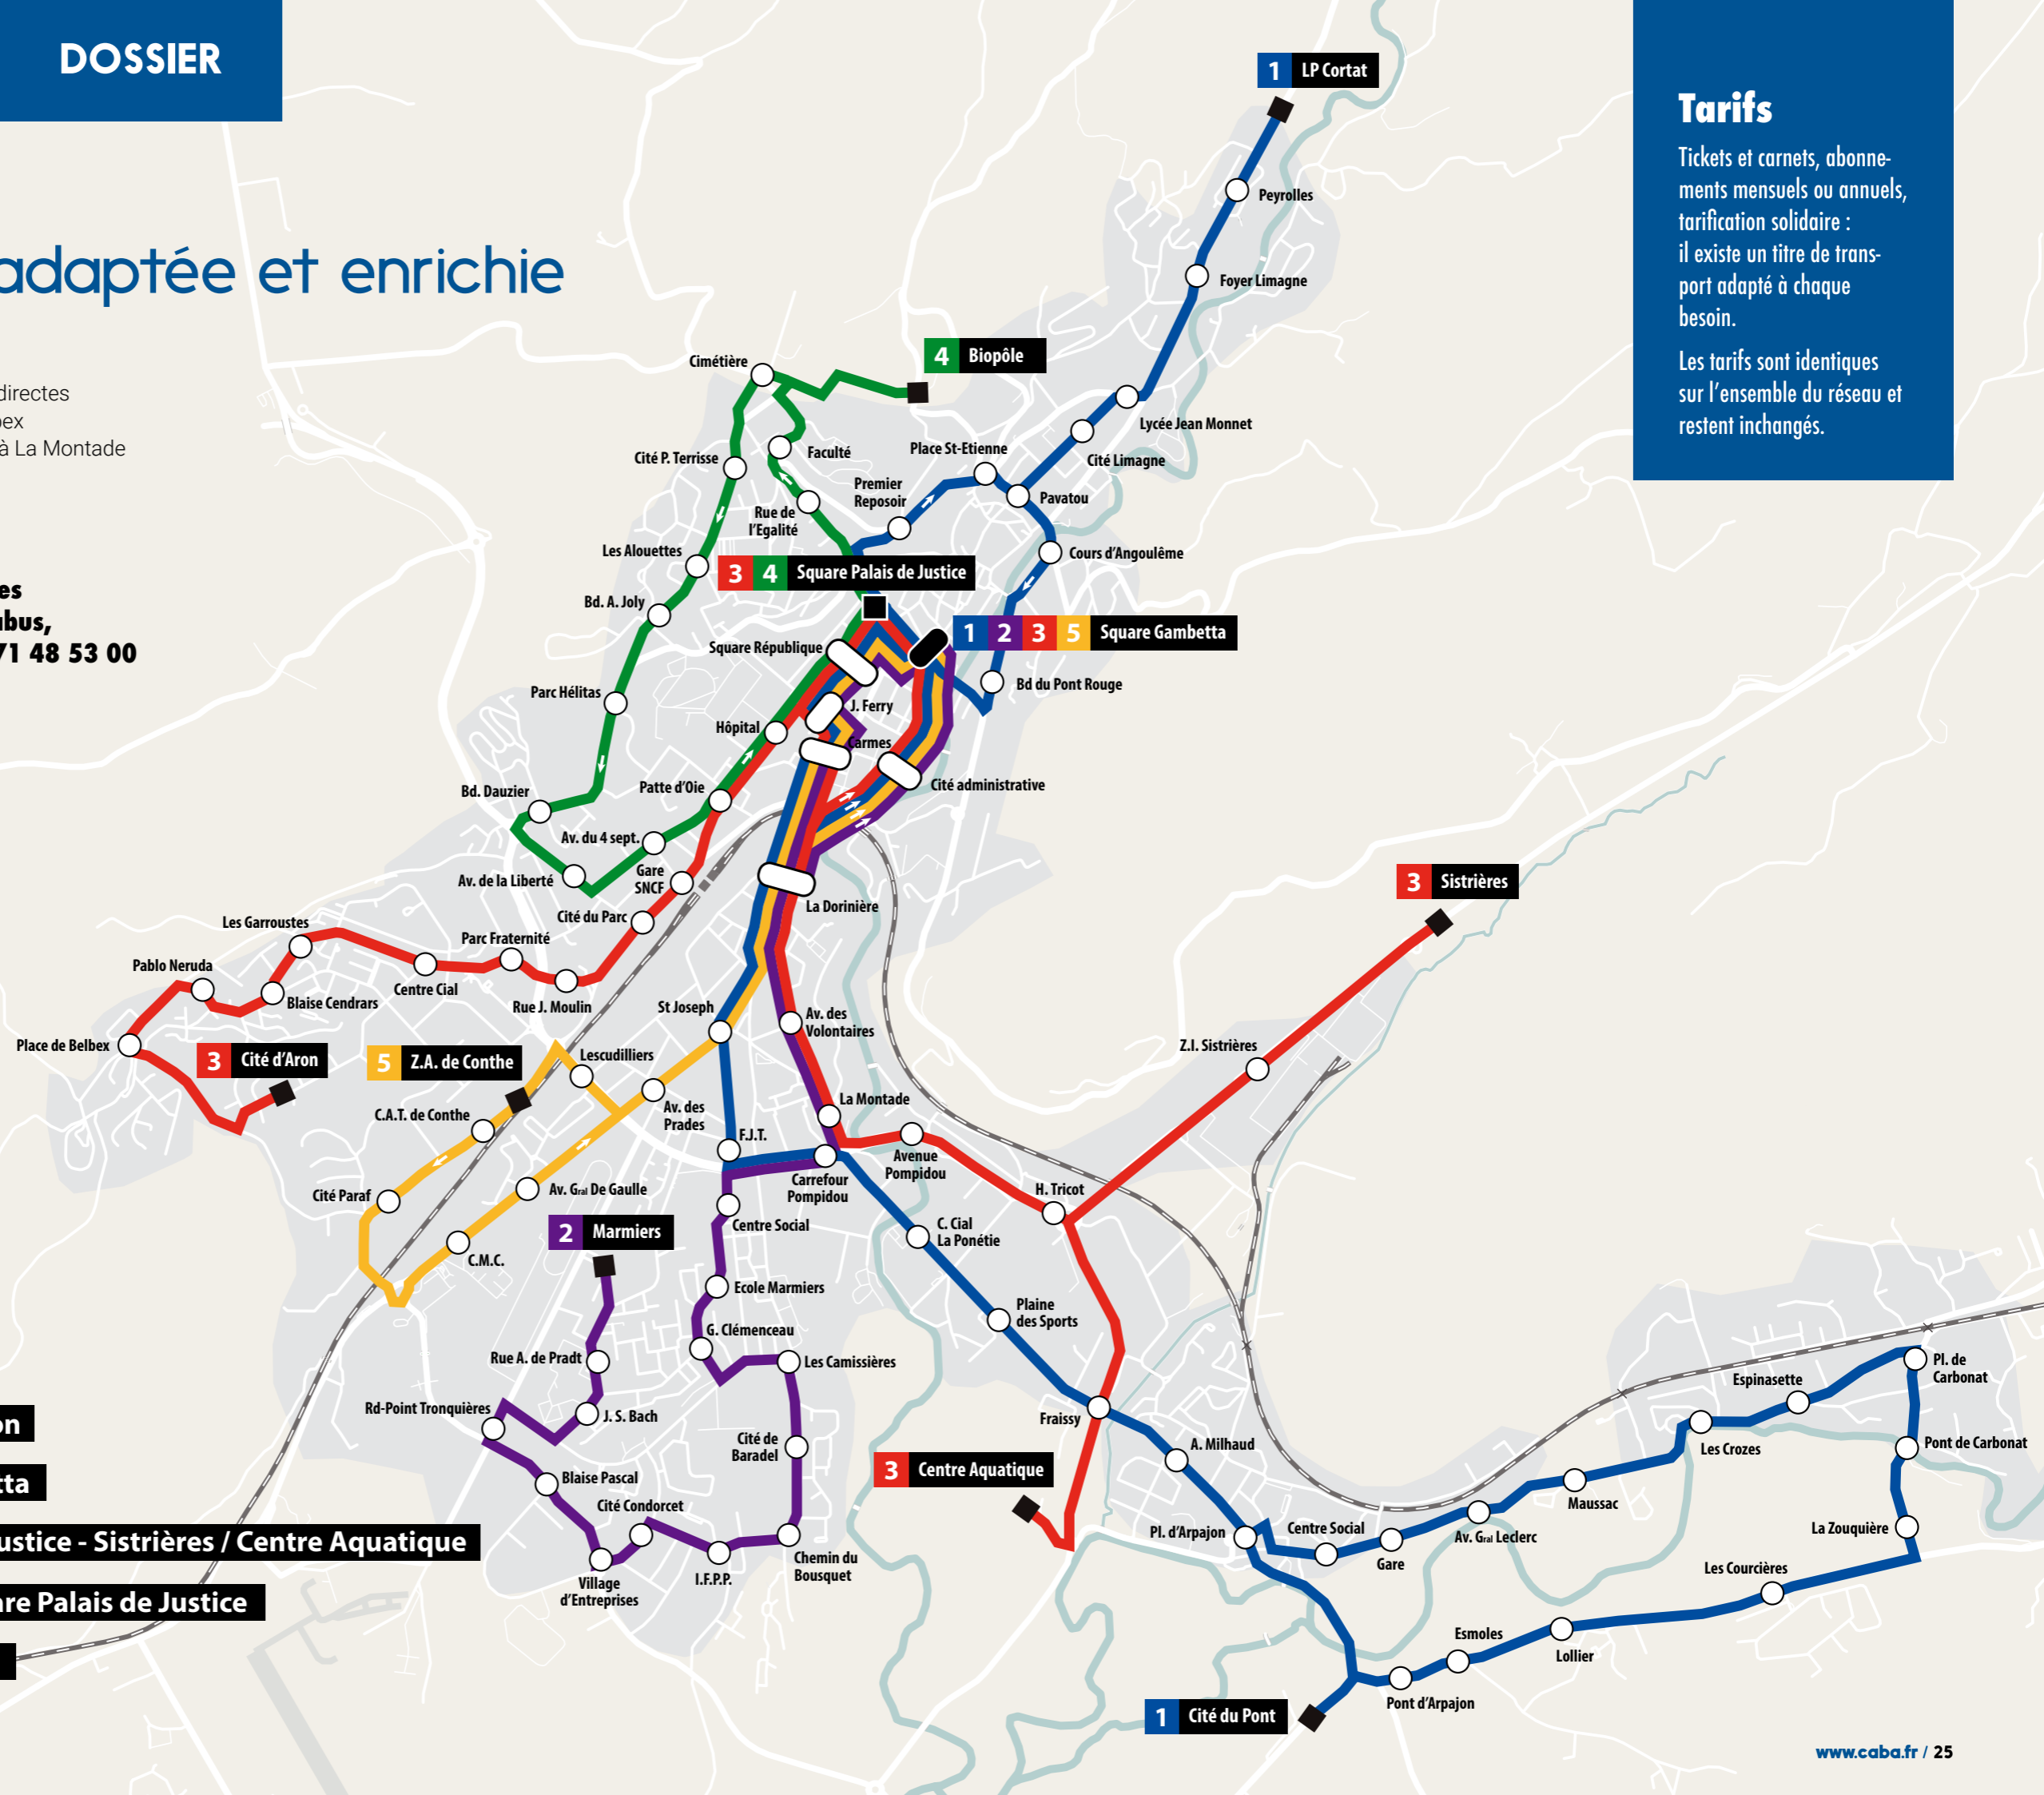 DOSSIER
adaptée et enrichie
directes
à La Montade
71 48 53 00
Tarifs
Tickets et carnets, abonne-
ments mensuels ou annuels,
tarification solidaire :
il existe un titre de trans-
port adapté à chaque
besoin.
Les tarifs sont identiques
sur l'ensemble du réseau et
restent inchangés.
1 LP Cortat
Peyrolles
Foyer Limagne
4 Biopôle
Cimétière
Lycée Jean Monnet
Cité Limagne
Place St-Etienne
Faculté
Cité P. Terrisse
Premier
Reposoir
Pavatou
Rue de
l'Egalité
Les Alouettes
Cours d'Angoulême
3 4 Square Palais de Justice
Bd. A. Joly
1 2 3 5 Square Gambetta
Square République
Bd du Pont Rouge
Parc Hélitas
J. Ferry
Hôpital
Carmes
Cité administrative
Patte d'Oie
Bd. Dauzier
Av. du 4 sept.
Gare
SNCF
Av. de la Liberté
3 Sistrières
La Dorinière
Cité du Parc
Les Garroustes
Parc Fraternité
Pablo Neruda
Centre Cial
Blaise Cendrars
Rue J. Moulin
St Joseph
Av. des
Volontaires
Place de Belbex
3 Cité d'Aron
5 Z.A. de Conthe
Lescudilliers
Z.I. Sistrières
C.A.T. de Conthe
Av. des
Prades
La Montade
F.J.T.
Avenue
Pompidou
Carrefour
Pompidou
Cité Paraf
Av. Gral De Gaulle
H. Tricot
2 Marmiers
Centre Social
C. Cial
La Ponétie
C.M.C.
Ecole Marmiers
Plaine
des Sports
G. Clémenceau
Rue A. de Pradt
Les Camissières
Pl. de
Carbonat
Espinasette
Rd-Point Tronquières
J. S. Bach
Fraissy
Cité de
Baradel
A. Milhaud
Les Crozes
Pont de Carbonat
3 Centre Aquatique
Blaise Pascal
Cité Condorcet
Maussac
Pl. d'Arpajon
Centre Social
Gare
Av. Gral Leclerc
La Zouquière
Chemin du
Bousquet
I.F.P.P.
Village
d'Entreprises
Les Courcières
Esmoles
Lollier
Pont d'Arpajon
1 Cité du Pont
ustice - Sistrières / Centre Aquatique
are Palais de Justice
www.caba.fr / 25